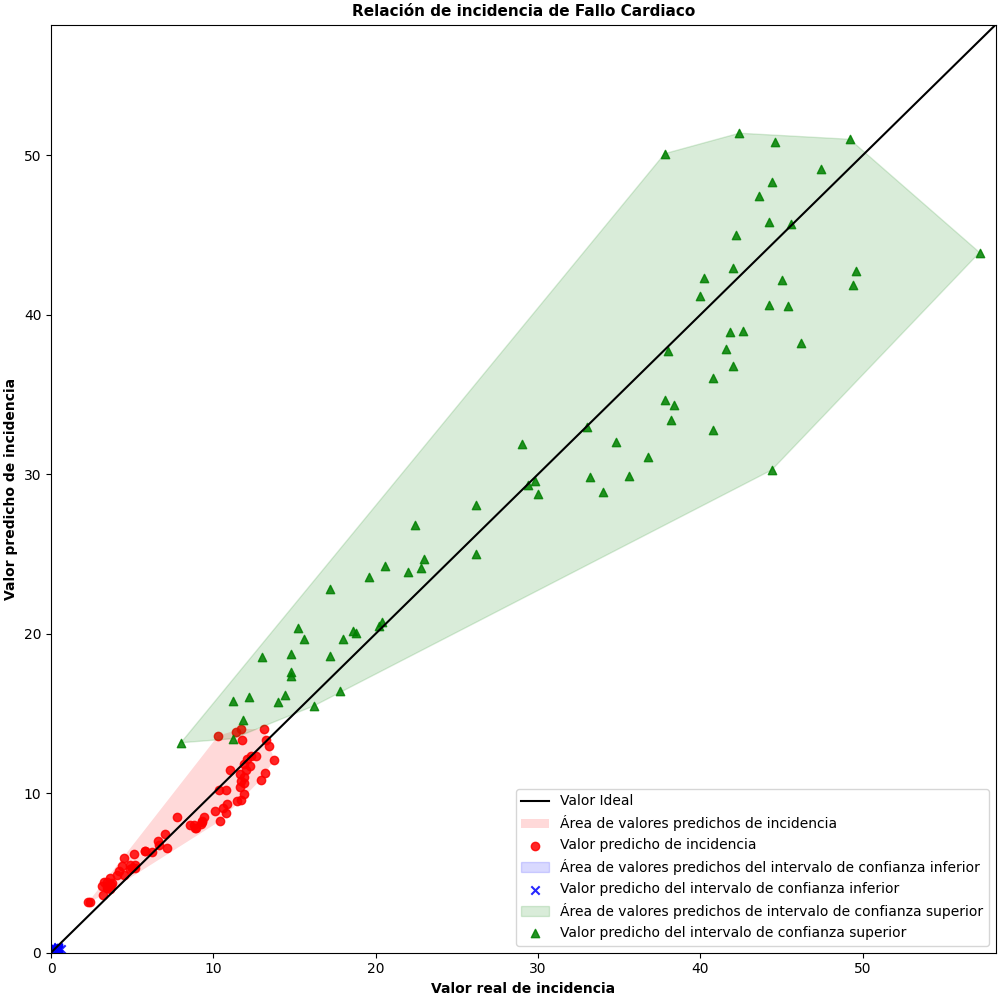 Relación de incidencia de Fallo Cardiaco
Valor predicho de incidencia
50
40
30
20
10
0
0 10 20 30 40 50
Valor real de incidencia
Valor Ideal
Área de valores predichos de incidencia
Valor predicho de incidencia
Área de valores predichos del intervalo de confianza inferior
Valor predicho del intervalo de confianza inferior
Área de valores predichos de intervalo de confianza superior
Valor predicho del intervalo de confianza superior